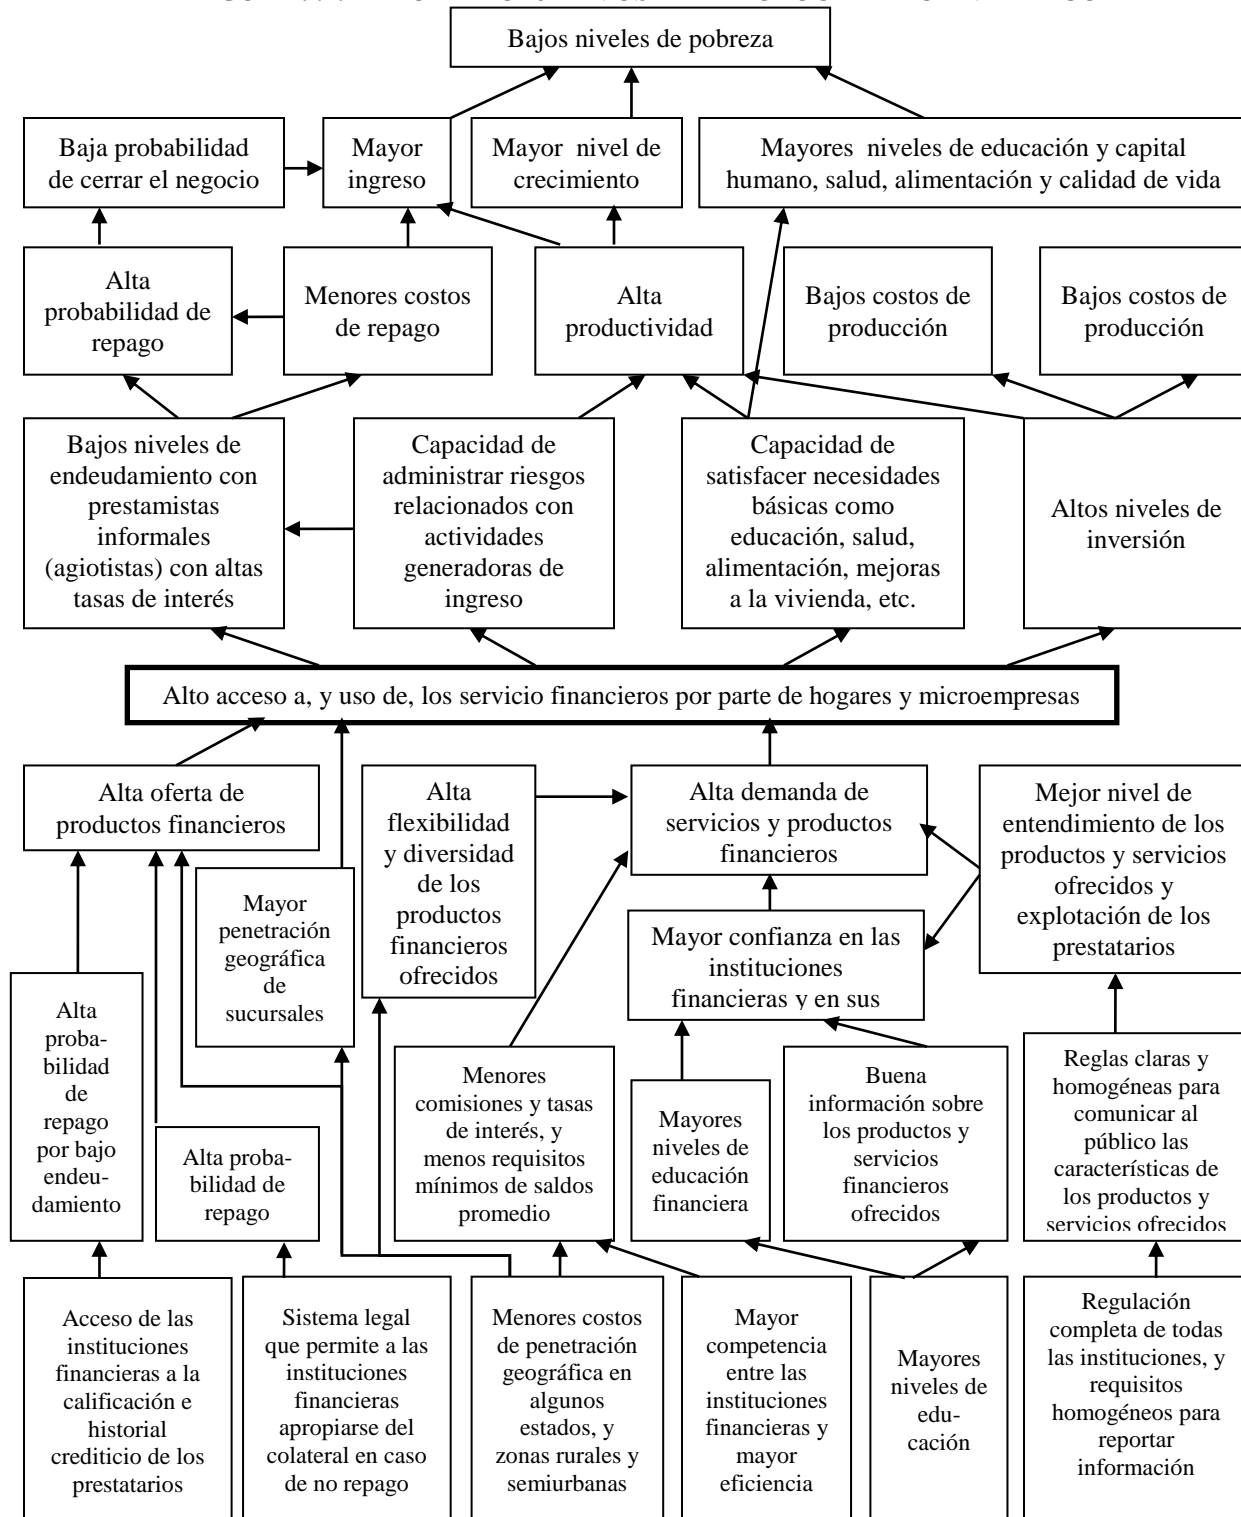 Bajos niveles de pobreza
Baja probabilidad
de cerrar el negocio
Mayor
ingreso
Mayor nivel de
crecimiento
Mayores niveles de educación y capital
humano, salud, alimentación y calidad de vida
Alta
probabilidad de
repago
Menores costos
de repago
Alta
productividad
Bajos costos de
producción
Bajos costos de
producción
Bajos niveles de
endeudamiento con
prestamistas
informales
(agiotistas) con altas
tasas de interés
Capacidad de
administrar riesgos
relacionados con
actividades
generadoras de
ingreso
Capacidad de
satisfacer necesidades
básicas como
educación, salud,
alimentación, mejoras
a la vivienda, etc.
Altos niveles de
inversión
Alto acceso a, y uso de, los servicio financieros por parte de hogares y microempresas
Alta oferta de
productos financieros
Mayor
penetración
geográfica
de
sucursales
Alta
flexibilidad
y diversidad
de los
productos
financieros
ofrecidos
Alta demanda de
servicios y productos
financieros
Mayor confianza en las
instituciones
financieras y en sus
Mejor nivel de
entendimiento de los
productos y servicios
ofrecidos y
explotación de los
prestatarios
Alta
proba-
bilidad
de
repago
por bajo
endeu-
damiento
Alta proba-
bilidad de
repago
Menores
comisiones y tasas
de interés, y
menos requisitos
mínimos de saldos
promedio
Mayores
niveles de
educación
financiera
Buena
información sobre
los productos y
servicios
financieros
ofrecidos
Reglas claras y
homogéneas para
comunicar al
público las
características de
los productos y
servicios ofrecidos
Acceso de las
instituciones
financieras a la
calificación e
historial
crediticio de los
prestatarios
Sistema legal
que permite a las
instituciones
financieras
apropiarse del
colateral en caso
de no repago
Menores costos
de penetración
geográfica en
algunos
estados, y
zonas rurales y
semiurbanas
Mayor
competencia
entre las
instituciones
financieras y
mayor
eficiencia
Mayores
niveles de
edu-
cación
Regulación
completa de todas
las instituciones, y
requisitos
homogéneos para
reportar
información